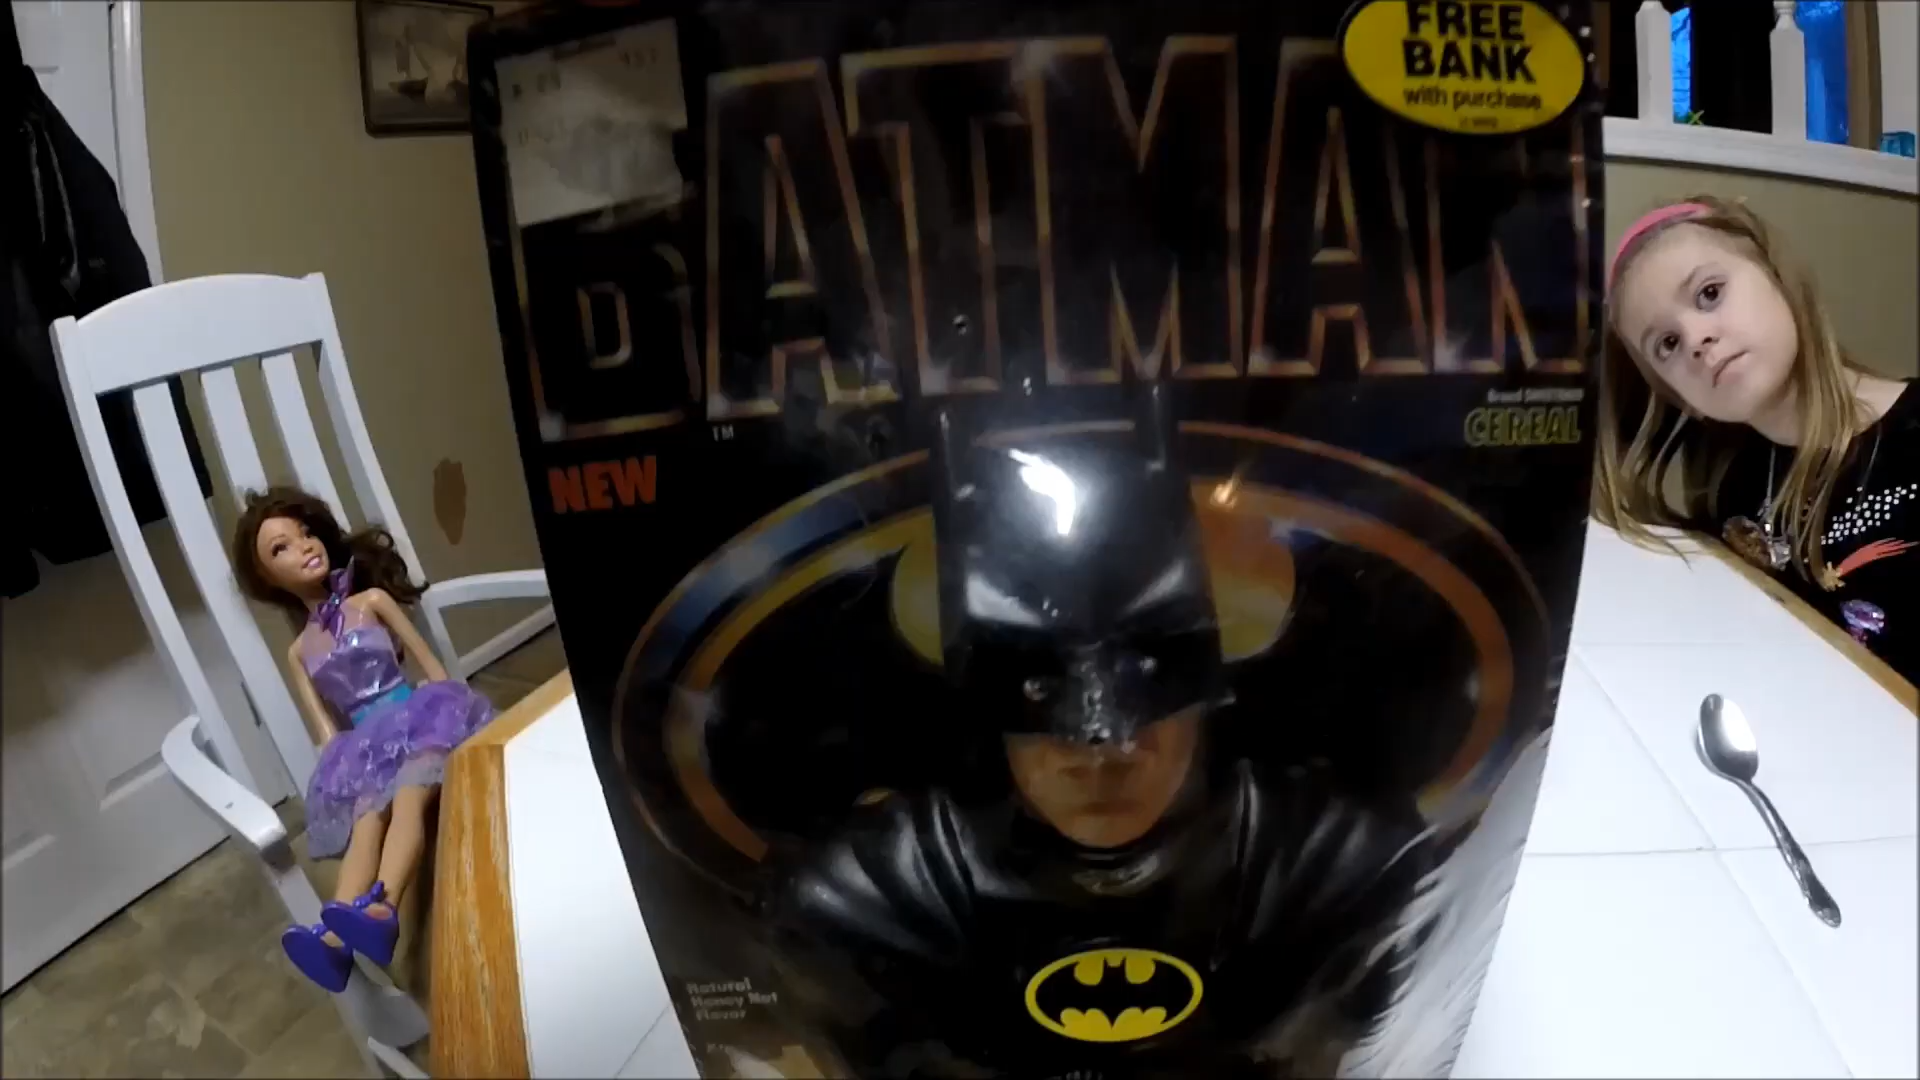 FREE
BANK
with purchase
BATMAN
TM
CEREAL
NEW
Natural
Honey Nut
Flavor